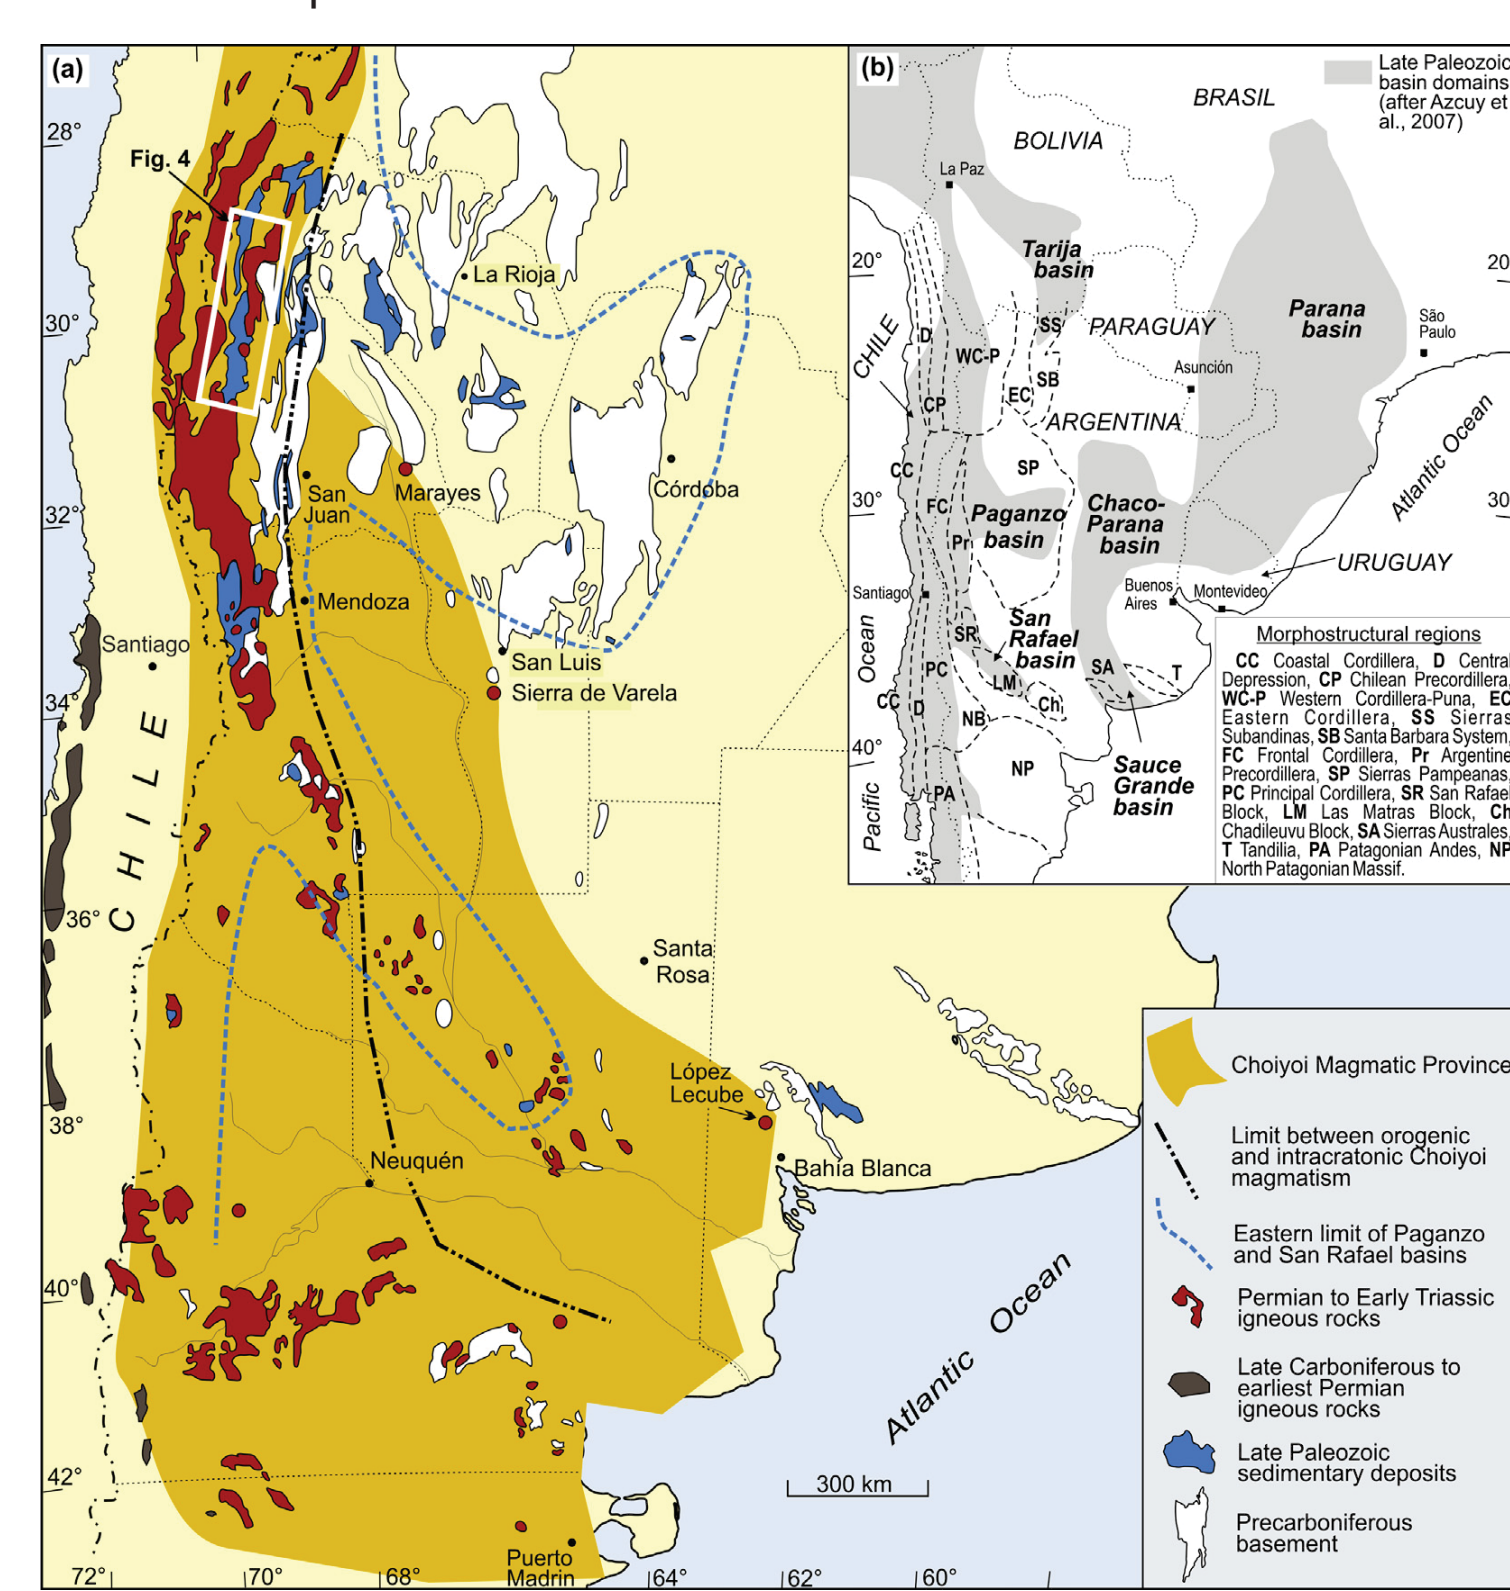 (a)
28°
Fig. 4
La Rioja
30°
Marayes
San
Juan
Córdoba
32°
Mendoza
Santiago
San Luis
Sierra de Varela
34°
CHILE
36°
Santa
Rosa
López
Lecube
38°
Neuquén
Bahía Blanca
40°
Atlantic Ocean
42°
300 km
Puerto
Madrin
72°
70°
68°
64°
62°
60°
(b)
Late Paleozoic
basin domains
(after Azcuy et
al., 2007)
BRASIL
BOLIVIA
La Paz
Tarija
basin
20°
20
Parana
basin
São
Paulo
CHILE
D
WC-P
SS
PARAGUAY
Asunción
SB
EC
CP
ARGENTINA
Atlantic Ocean
CC
SP
30°
30
FC
Paganzo
basin
Chaco-
Parana
basin
Pr
URUGUAY
Santiago
Buenos
Aires
Montevideo
San
Rafael
basin
SR
Pacific Ocean
PC
LM
SA
T
CC
D
NB
Ch
40°
NP
Sauce
Grande
basin
PA
Morphostructural regions
CC Coastal Cordillera, D Central
Depression, CP Chilean Precordillera,
WC-P Western Cordillera-Puna, EC
Eastern Cordillera, SS Sierras
Subandinas, SB Santa Barbara System,
FC Frontal Cordillera, Pr Argentine
Precordillera, SP Sierras Pampeanas,
PC Principal Cordillera, SR San Rafael
Block, LM Las Matras Block, Ch
Chadileuvu Block, SA Sierras Australes,
T Tandilia, PA Patagonian Andes, NP
North Patagonian Massif.
Choiyoi Magmatic Province
Limit between orogenic
and intracratonic Choiyoi
magmatism
Eastern limit of Paganzo
and San Rafael basins
Permian to Early Triassic
igneous rocks
Late Carboniferous to
earliest Permian
igneous rocks
Late Paleozoic
sedimentary deposits
Precarboniferous
basement